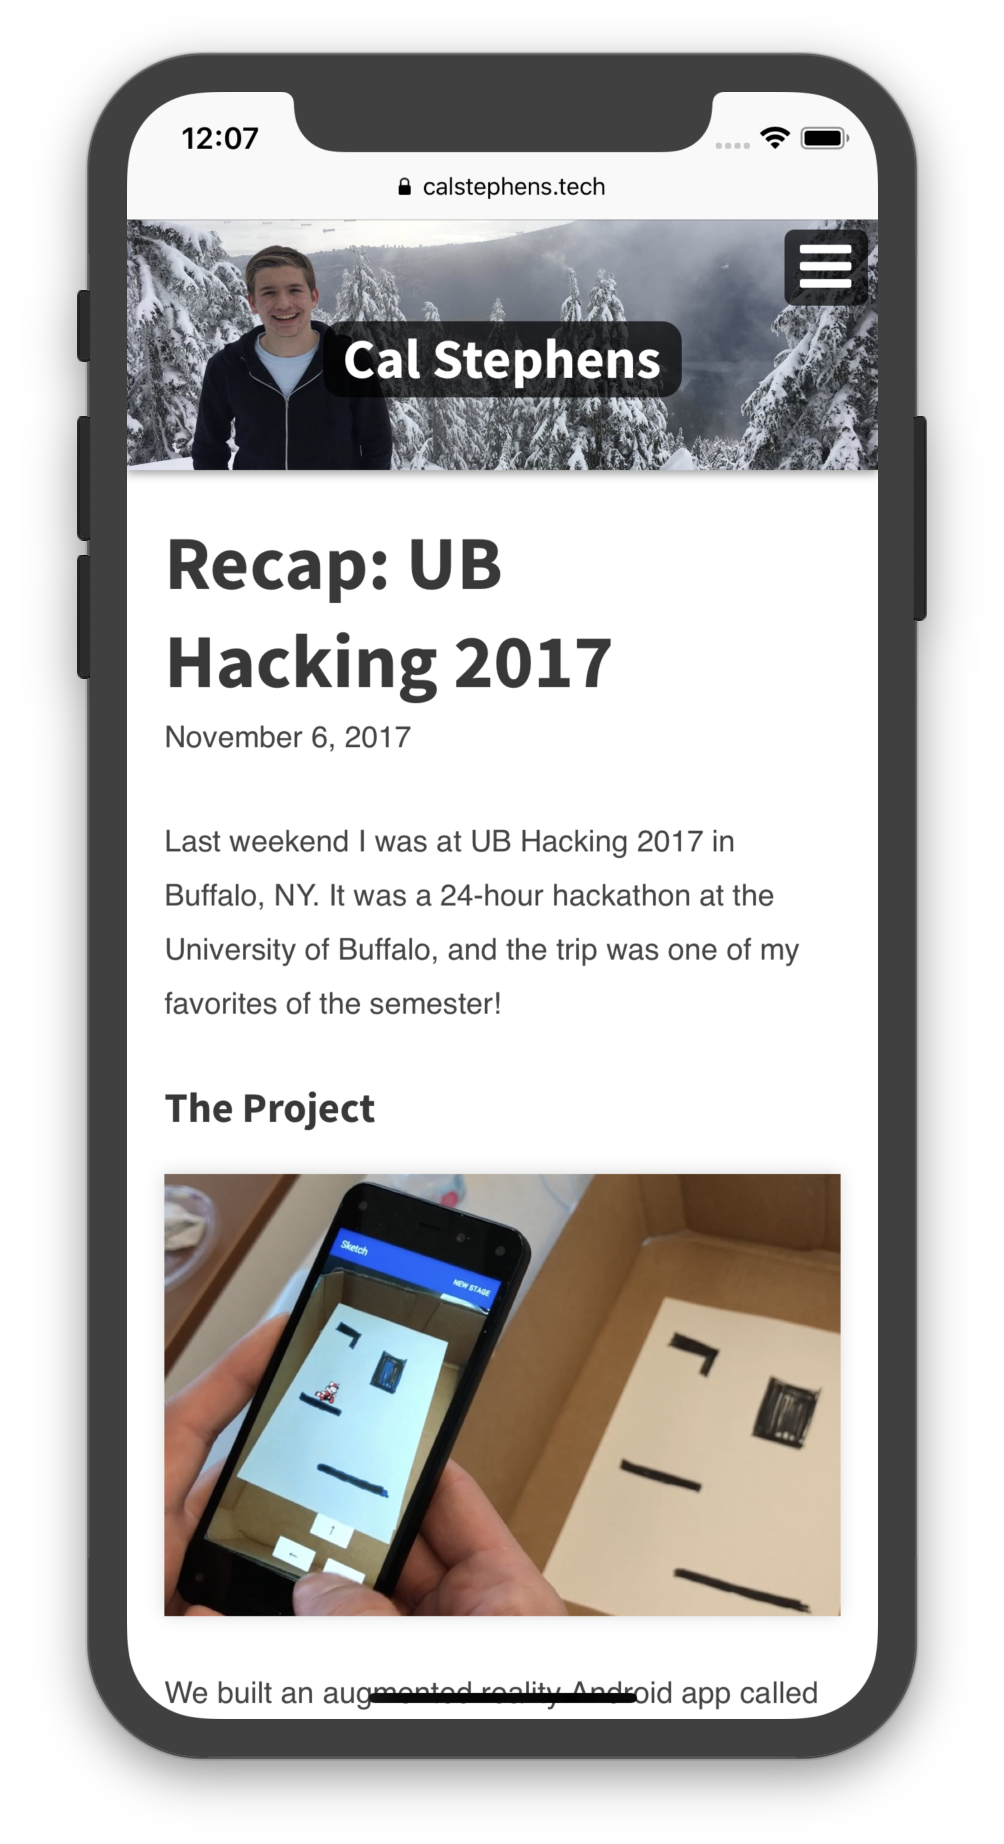 12:07
calstephens.tech
Cal Stephens
Recap: UB
Hacking 2017
November 6, 2017
Last weekend I was at UB Hacking 2017 in
Buffalo, NY. It was a 24-hour hackathon at the
University of Buffalo, and the trip was one of my
favorites of the semester!
The Project
Sketch
NEW STAGE
We built an augmented reality Android app called